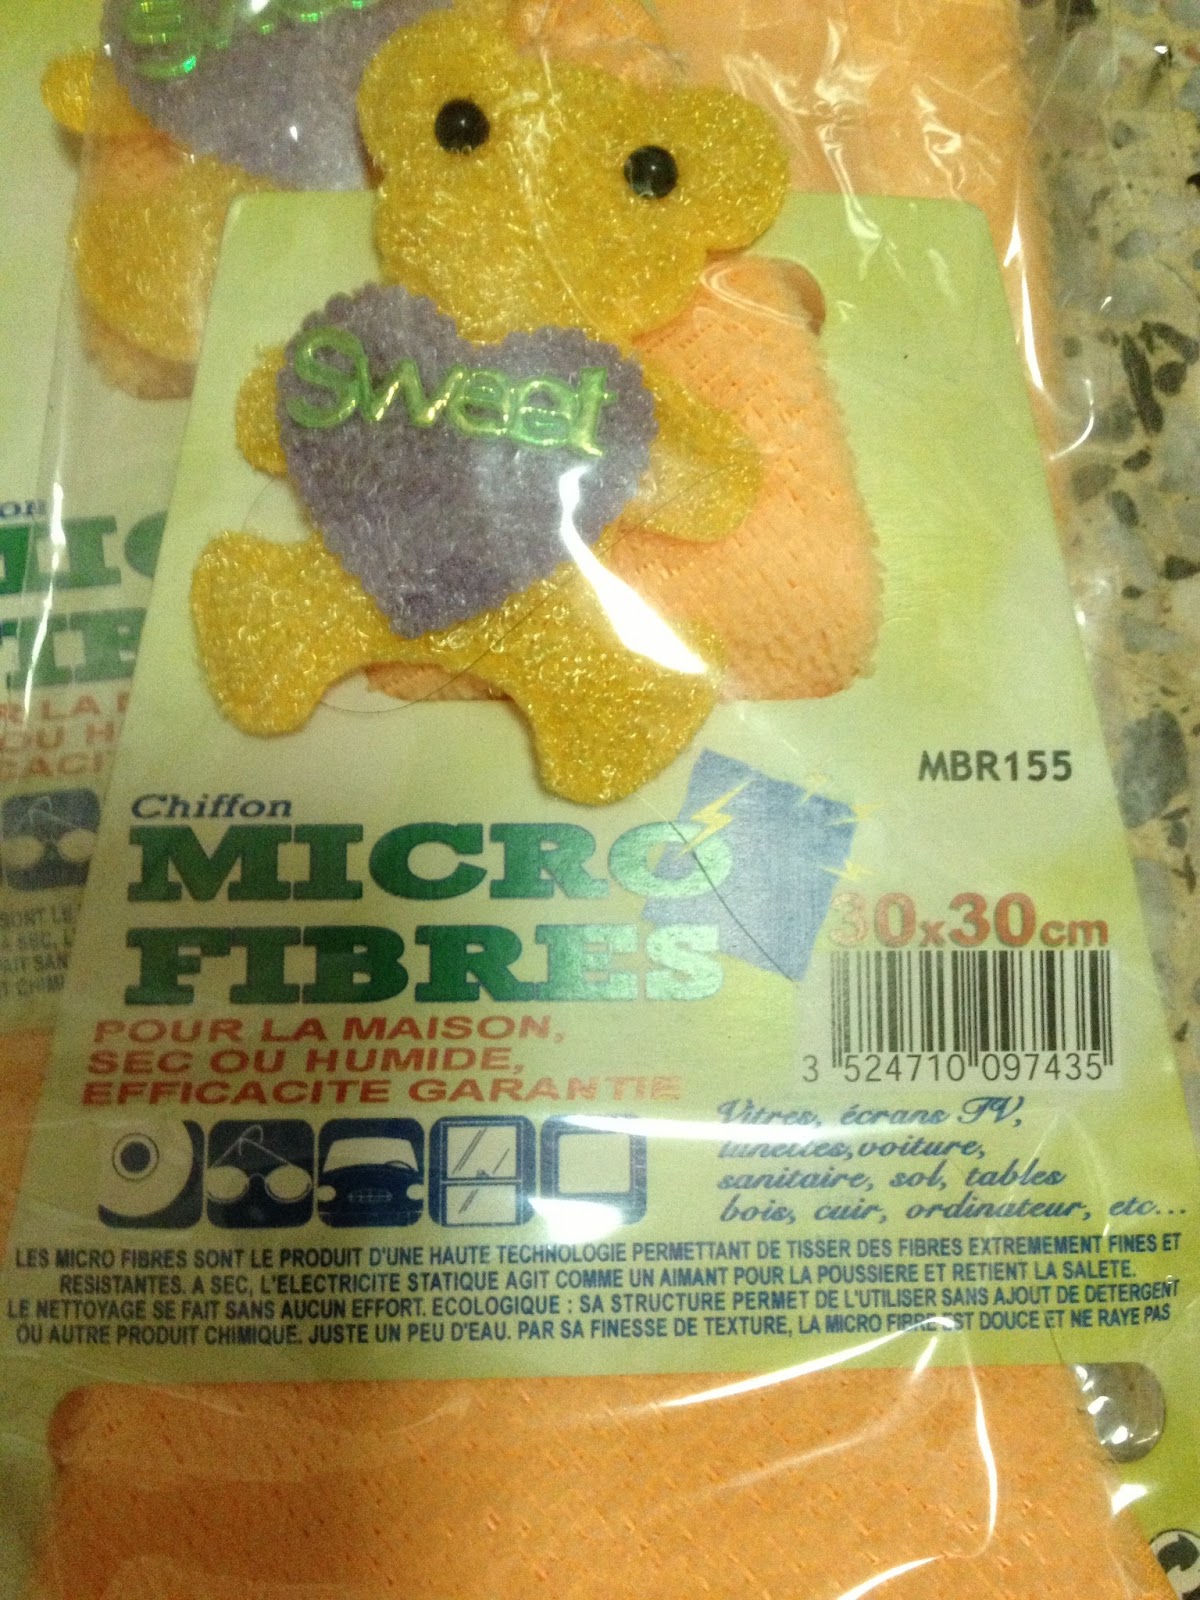 Sweet
MBR155
Chiffon
MICRO
FIBRES
30x30cm
POUR LA MAISON,
SEC OU HUMIDE,
EFFICACITE GARANTIE
3 524710 097435
Vitres, écrans TV,
lunettes, voiture,
sanitaire, sol, tables
bois, cuir, ordinateur, etc...
LES MICRO FIBRES SONT LE PRODUIT D'UNE HAUTE TECHNOLOGIE PERMETTANT DE TISSER DES FIBRES EXTREMEMENT FINES ET
RESISTANTES. A SEC, L'ELECTRICITE STATIQUE AGIT COMME UN AIMANT POUR LA POUSSIERE ET RETIENT LA SALETE.
LE NETTOYAGE SE FAIT SANS AUCUN EFFORT. ECOLOGIQUE : SA STRUCTURE PERMET DE L'UTILISER SANS AJOUT DE DETERGENT
OU AUTRE PRODUIT CHIMIQUE. JUSTE UN PEU D'EAU. PAR SA FINESSE DE TEXTURE, LA MICRO FIBRE EST DOUCE ET NE RAYE PAS